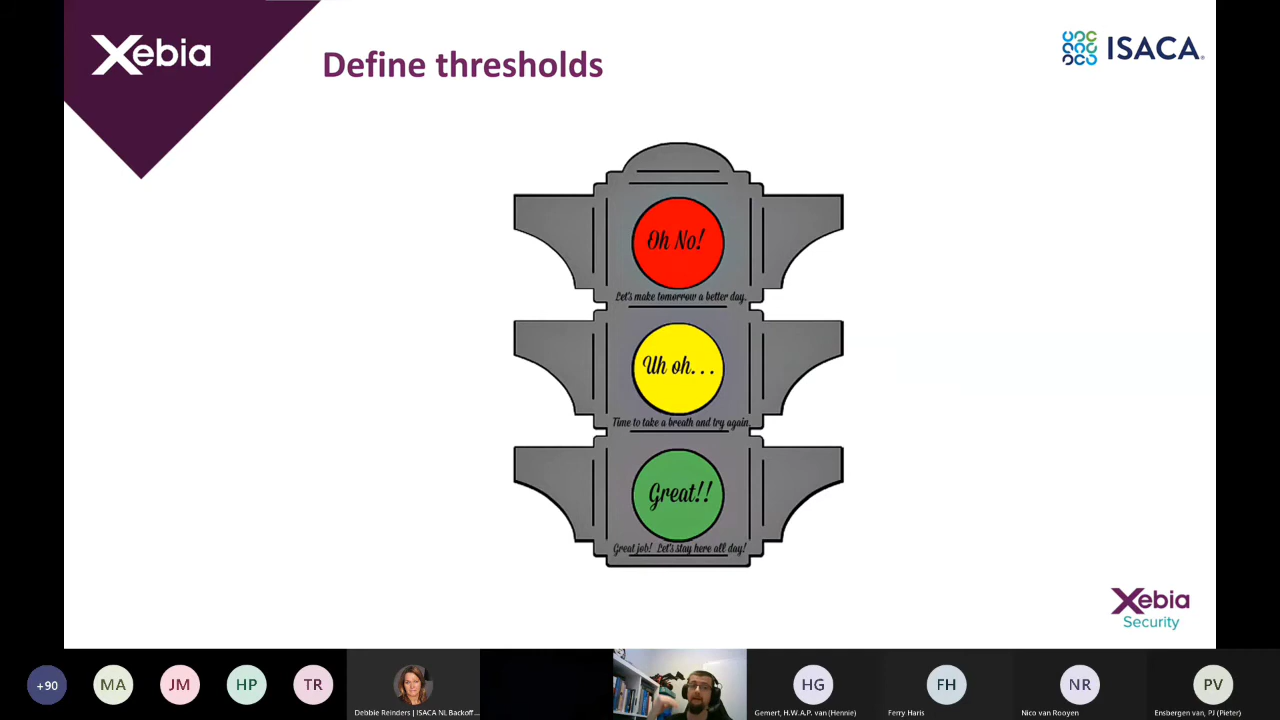 Xebia
Define thresholds
ISACA
Oh No!
Let's make tomorrow a better day.
Uh oh...
Time to take a breath and try again.
Great!!
Great job! Let's stay here all day!
Xebia
Security
+90
MA
JM
HP
TR
HG
FH
NR
PV
Debbie Reinders | ISACA NL Backoff...
Gemert, H.W.A.P. van (Hennie)
Ferry Haris
Nico van Rooyen
Ensbergen van, PJ (Pieter)